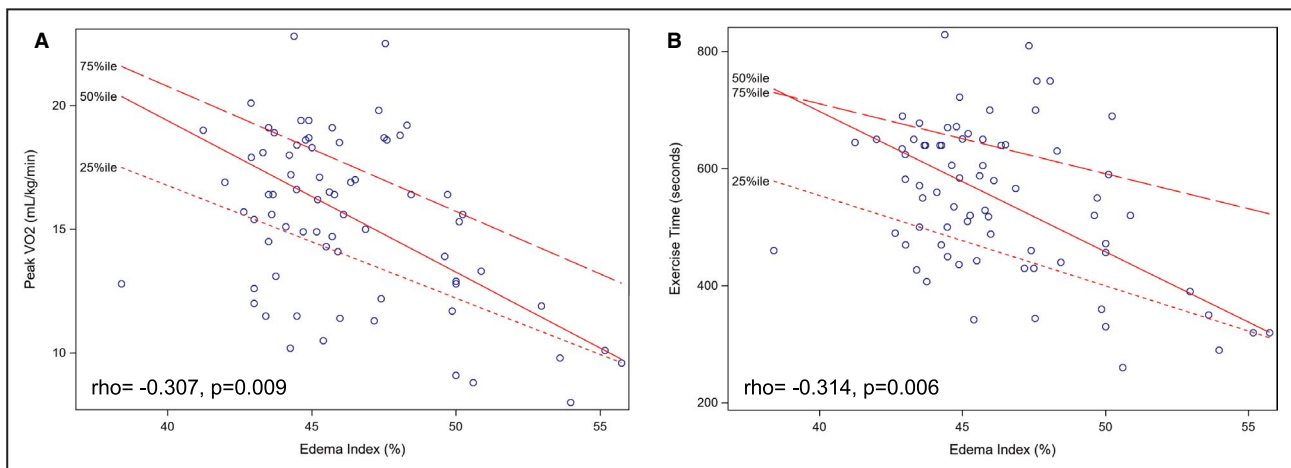 A
75%ile
50%ile
25%ile
20
15
10
Peak VO2 (mL/kg/min)
rho= -0.307, p=0.009
40 45 50 55
Edema Index (%)
B
800
50%ile
75%ile
600
25%ile
400
200
Exercise Time (seconds)
rho= -0.314, p=0.006
40 45 50 55
Edema Index (%)